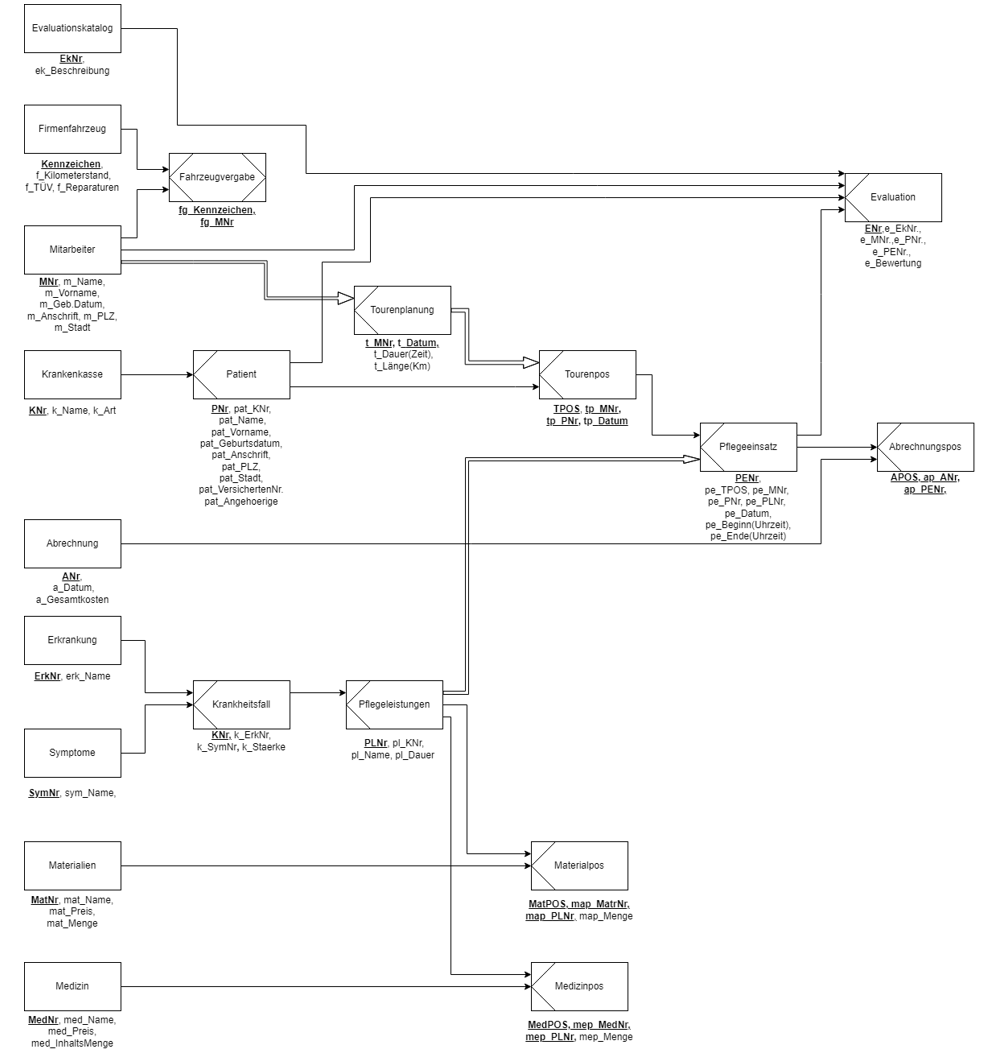 Evaluationskatalog
EkNr,
ek_Beschreibung
Firmenfahrzeug
Kennzeichen,
f_Kilometerstand,
f_TÜV, f_Reparaturen
Fahrzeugvergabe
fg_Kennzeichen,
fg_MNr
Evaluation
ENr,e_EkNr.,
e_MNr.,e_PNr.,
e_PENr.,
e_Bewertung
Mitarbeiter
MNr, m_Name,
m_Vorname,
m_Geb.Datum,
m_Anschrift, m_PLZ,
m_Stadt
Tourenplanung
t_MNr, t_Datum,
t_Dauer(Zeit),
t_Länge(Km)
Krankenkasse
KNr, k_Name, k_Art
Patient
PNr, pat_KNr,
pat_Name,
pat_Vorname,
pat_Geburtsdatum,
pat_Anschrift,
pat_PLZ,
pat_Stadt,
pat_VersichertenNr.
pat_Angehoerige
Tourenpos
TPOS, tp_MNr,
tp_PNr, tp_Datum
Pflegeeinsatz
PENr,
pe_TPOS, pe_MNr,
pe_PNr, pe_PLNr,
pe_Datum,
pe_Beginn(Uhrzeit),
pe_Ende(Uhrzeit)
Abrechnungspos
APOS, ap_ANr,
ap_PENr,
Abrechnung
ANr,
a_Datum,
a_Gesamtkosten
Erkrankung
ErkNr, erk_Name
Krankheitsfall
KNr, k_ErkNr,
k_SymNr, k_Staerke
Pflegeleistungen
PLNr, pl_KNr,
pl_Name, pl_Dauer
Symptome
SymNr, sym_Name,
Materialien
MatNr, mat_Name,
mat_Preis,
mat_Menge
Materialpos
MatPOS, map_MatrNr,
map_PLNr, map_Menge
Medizin
MedNr, med_Name,
med_Preis,
med_InhaltsMenge
Medizinpos
MedPOS, mep_MedNr,
mep_PLNr, mep_Menge